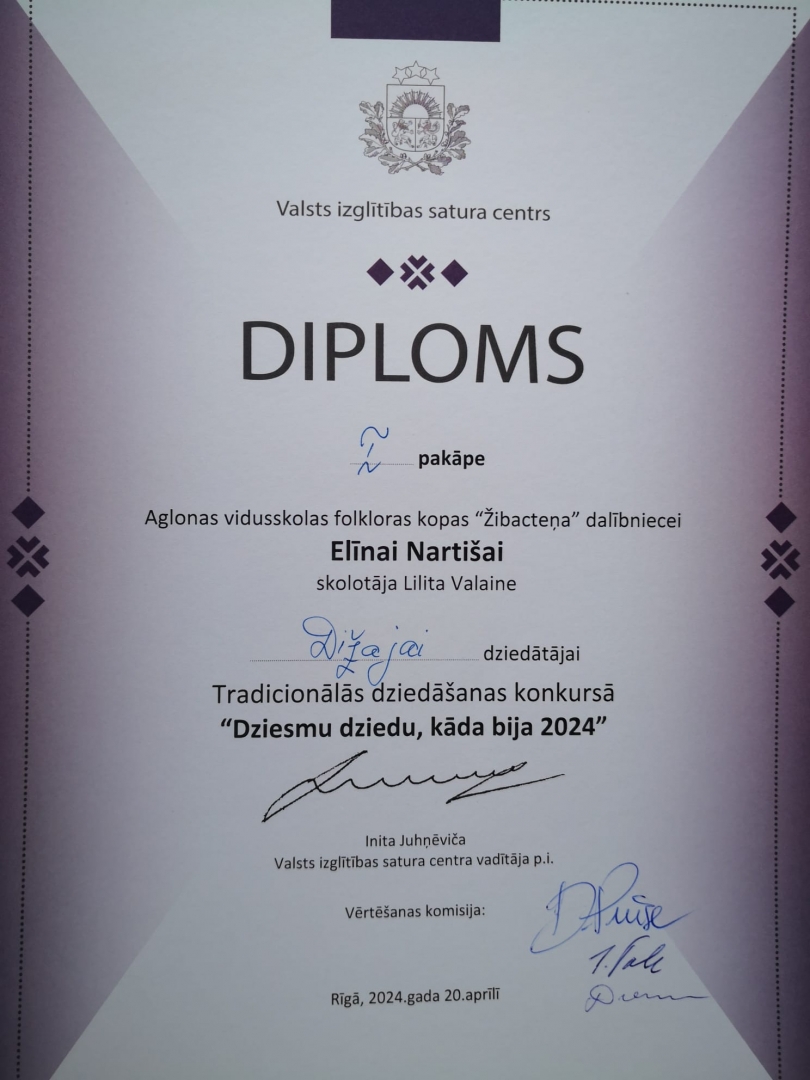 Valsts izglītības satura centrs
DIPLOMS
I pakāpe
Aglonas vidusskolas folkloras kopas “Žibacteņa” dalībniecei
Elīnai Nartišai
skolotāja Lilita Valaine
Dižajai dziedātājai
Tradicionālās dziedāšanas konkursā
“Dziesmu dziedu, kāda bija 2024”
Inita Juhņēviča
Valsts izglītības satura centra vadītāja p.i.
Vērtēšanas komisija:
Rīgā, 2024.gada 20.aprīlī